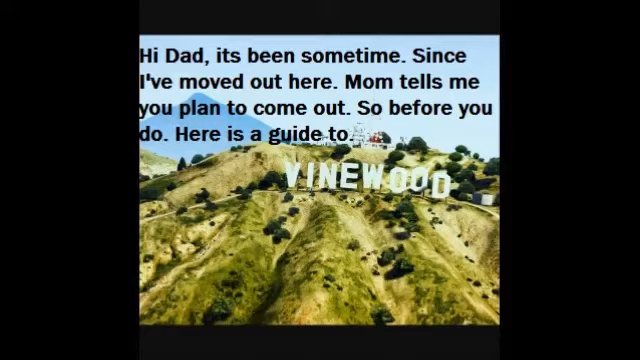 Hi Dad, its been sometime. Since
I've moved out here. Mom tells me
you plan to come out. So before you
do. Here is a guide to.
VINEWOOD